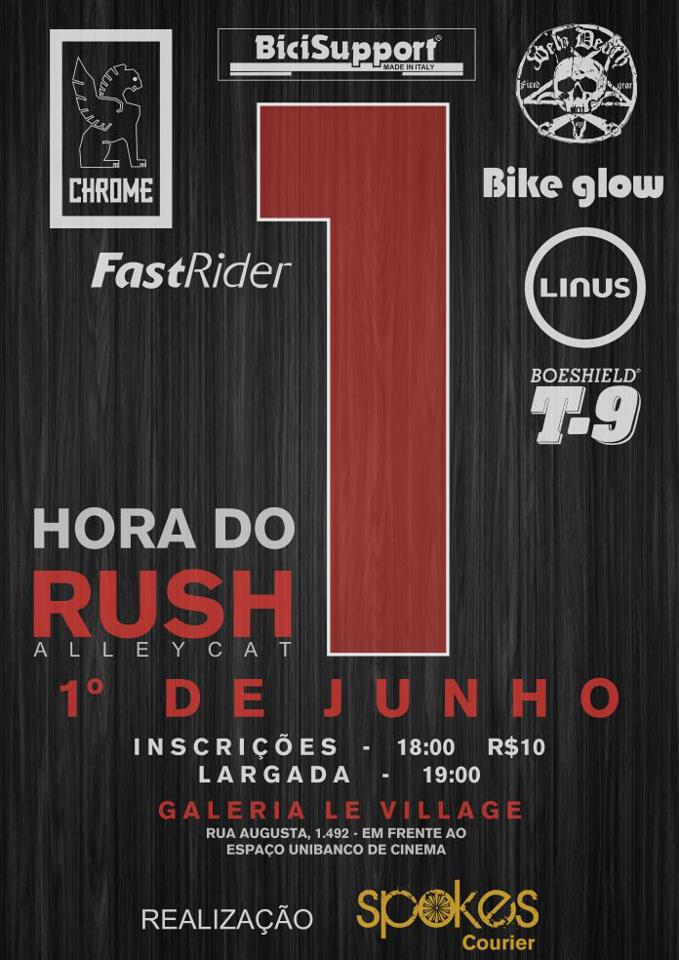 BiciSupport®
MADE IN ITALY
CHROME
Death
Bike glow
FastRider
LINUS
BOESHIELD®
T-9
1
HORA DO
RUSH
ALLEYCAT
1º DE JUNHO
INSCRIÇÕES - 18:00 R$10
LARGADA - 19:00
GALERIA LE VILLAGE
RUA AUGUSTA, 1.492 - EM FRENTE AO
ESPAÇO UNIBANCO DE CINEMA
REALIZAÇÃO
spokes
Courier